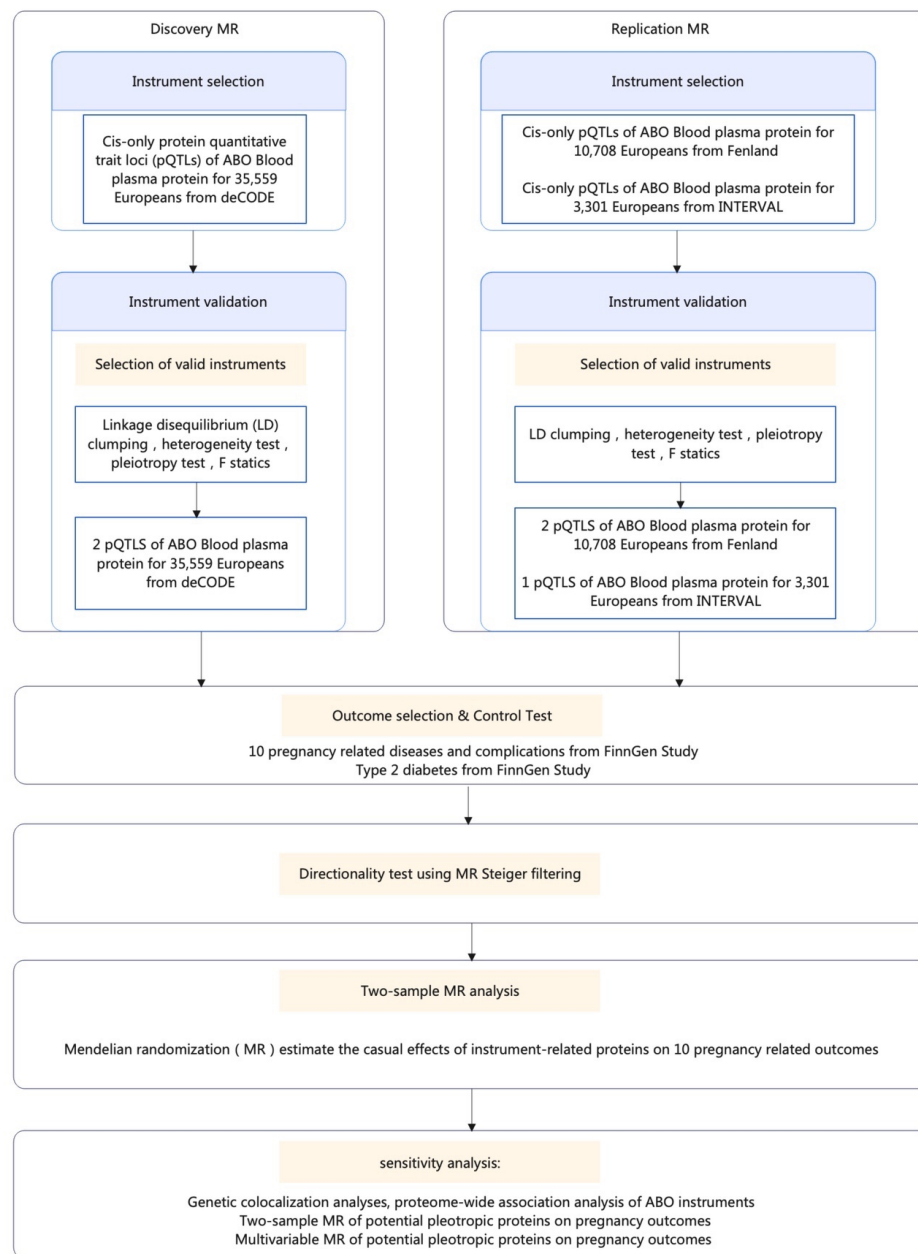 Discovery MR
Instrument selection
Cis-only protein quantitative
trait loci (pQTLs) of ABO Blood
plasma protein for 35,559
Europeans from deCODE
Instrument validation
Selection of valid instruments
Linkage disequilibrium (LD)
clumping , heterogeneity test ,
pleiotropy test , F statics
2 pQTLS of ABO Blood plasma
protein for 35,559 Europeans
from deCODE
Replication MR
Instrument selection
Cis-only pQTLs of ABO Blood plasma protein for
10,708 Europeans from Fenland
Cis-only pQTLs of ABO Blood plasma protein for
3,301 Europeans from INTERVAL
Instrument validation
Selection of valid instruments
LD clumping , heterogeneity test , pleiotropy
test , F statics
2 pQTLS of ABO Blood plasma protein for
10,708 Europeans from Fenland
1 pQTLS of ABO Blood plasma protein for 3,301
Europeans from INTERVAL
Outcome selection & Control Test
10 pregnancy related diseases and complications from FinnGen Study
Type 2 diabetes from FinnGen Study
Directionality test using MR Steiger filtering
Two-sample MR analysis
Mendelian randomization ( MR ) estimate the casual effects of instrument-related proteins on 10 pregnancy related outcomes
sensitivity analysis:
Genetic colocalization analyses, proteome-wide association analysis of ABO instruments
Two-sample MR of potential pleotropic proteins on pregnancy outcomes
Multivariable MR of potential pleotropic proteins on pregnancy outcomes